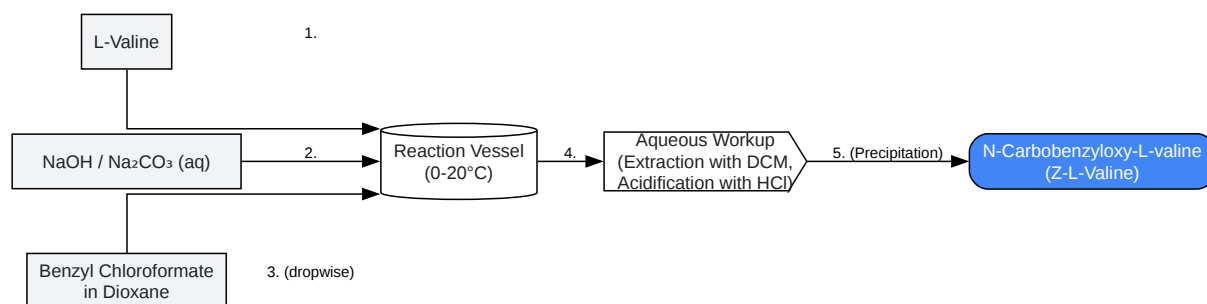 L-Valine
1.
NaOH / Na₂CO₃ (aq)
2.
Benzyl Chloroformate
in Dioxane
3. (dropwise)
Reaction Vessel
(0-20°C)
4.
Aqueous Workup
(Extraction with DCM,
Acidification with HCl)
5. (Precipitation)
N-Carbobenzyloxy-L-valine
(Z-L-Valine)